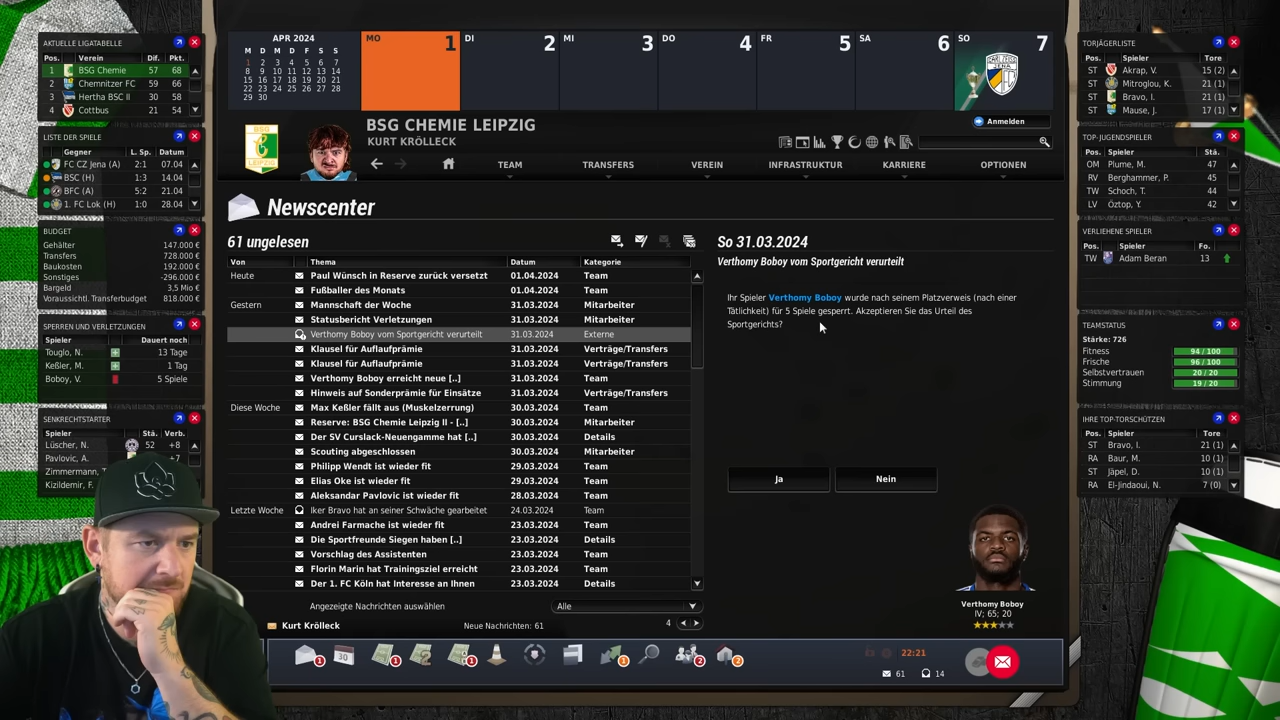 AKTUELLE LIGATABELLE
Pos. Verein Dif. Pkt.
1 BSG Chemie 57 68
2 Chemnitzer FC 59 66
3 Hertha BSC II 30 58
4 Cottbus 21 54
LISTE DER SPIELE
Gegner L. Sp. Datum
FC CZ Jena (A) 2:1 07.04
BSC (H) 1:3 14.04
BFC (A) 5:2 21.04
1. FC Lok (H) 1:0 28.04
BUDGET
Gehälter 147.000 €
Transfers 728.000 €
Baukosten 192.000 €
Sonstiges -296.000 €
Bargeld 3,5 Mio €
Voraussichtl. Transferbudget 818.000 €
SPERREN UND VERLETZUNGEN
Spieler Dauert noch
Touglo, N. 13 Tage
Keßler, M. 1 Tag
Boboy, V. 5 Spiele
SENKRECHTSTARTER
Spieler Stä. Verb.
Lüscher, N. 52 +8
Pavlovic, A. +7
Zimmermann, T.
Kizildemir, F.
APR 2024
M D M D F S S
1 2 3 4 5 6 7
8 9 10 11 12 13 14
15 16 17 18 19 20 21
22 23 24 25 26 27 28
29 30
MO 1
DI 2
MI 3
DO 4
FR 5
SA 6
SO 7
BSG CHEMIE LEIPZIG
KURT KRÖLLECK
Anmelden
TEAM TRANSFERS VEREIN INFRASTRUKTUR KARRIERE OPTIONEN
Newscenter
61 ungelesen
Von Thema Datum Kategorie
Heute Paul Wünsch in Reserve zurück versetzt 01.04.2024 Team
Fußballer des Monats 01.04.2024 Team
Gestern Mannschaft der Woche 31.03.2024 Mitarbeiter
Statusbericht Verletzungen 31.03.2024 Mitarbeiter
Verthomy Boboy vom Sportgericht verurteilt 31.03.2024 Externe
Klausel für Auflaufprämie 31.03.2024 Verträge/Transfers
Klausel für Auflaufprämie 31.03.2024 Verträge/Transfers
Verthomy Boboy erreicht neue [..] 31.03.2024 Team
Hinweis auf Sonderprämie für Einsätze 31.03.2024 Verträge/Transfers
Diese Woche Max Keßler fällt aus (Muskelzerrung) 30.03.2024 Team
Reserve: BSG Chemie Leipzig II - [..] 30.03.2024 Mitarbeiter
Der SV Curslack-Neuengamme hat [..] 30.03.2024 Details
Scouting abgeschlossen 30.03.2024 Mitarbeiter
Philipp Wendt ist wieder fit 29.03.2024 Team
Elias Oke ist wieder fit 29.03.2024 Team
Aleksandar Pavlovic ist wieder fit 28.03.2024 Team
Letzte Woche Iker Bravo hat an seiner Schwäche gearbeitet 24.03.2024 Team
Andrei Farmache ist wieder fit 23.03.2024 Team
Die Sportfreunde Siegen haben [..] 23.03.2024 Details
Vorschlag des Assistenten 23.03.2024 Team
Florin Marin hat Trainingsziel erreicht 23.03.2024 Team
Der 1. FC Köln hat Interesse an Ihnen 23.03.2024 Details
Angezeigte Nachrichten auswählen Alle
Kurt Krölleck Neue Nachrichten: 61 4
So 31.03.2024
Verthomy Boboy vom Sportgericht verurteilt
Ihr Spieler Verthomy Boboy wurde nach seinem Platzverweis (nach einer
Tätlichkeit) für 5 Spiele gesperrt. Akzeptieren Sie das Urteil des
Sportgerichts?
Ja Nein
Verthomy Boboy
IV; 65; 20
1 30 1 1 1 2 2
22:21
61 14
TORJÄGERLISTE
Pos. Spieler Tore
ST Akrap, V. 15 (2)
ST Mitroglou, K. 21 (1)
ST Bravo, I. 21 (1)
ST Mause, J. 17 (1)
TOP-JUGENDSPIELER
Pos. Spieler Stä.
OM Plume, M. 47
RV Berghammer, P. 45
TW Schoch, T. 44
LV Öztop, Y. 42
VERLIEHENE SPIELER
Pos. Spieler Fo.
TW Adam Beran 13
TEAMSTATUS
Stärke: 726
Fitness 94 / 100
Frische 96 / 100
Selbstvertrauen 20 / 20
Stimmung 19 / 20
IHRE TOP-TORSCHÜTZEN
Pos. Spieler Tore
ST Bravo, I. 21 (1)
RA Baur, M. 10 (1)
ST Jäpel, D. 10 (1)
RA El-Jindaoui, N. 7 (0)